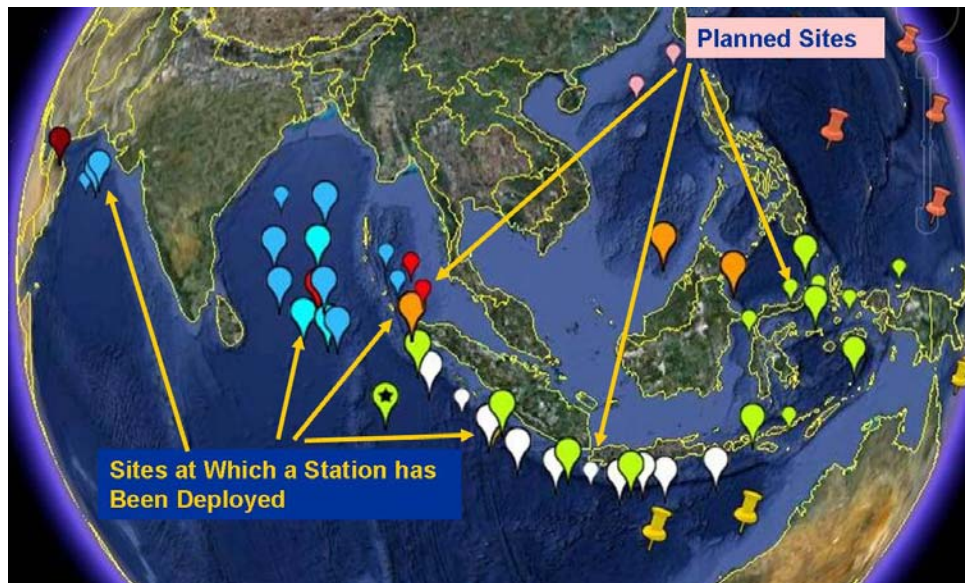 Planned Sites
Sites at Which a Station has
Been Deployed